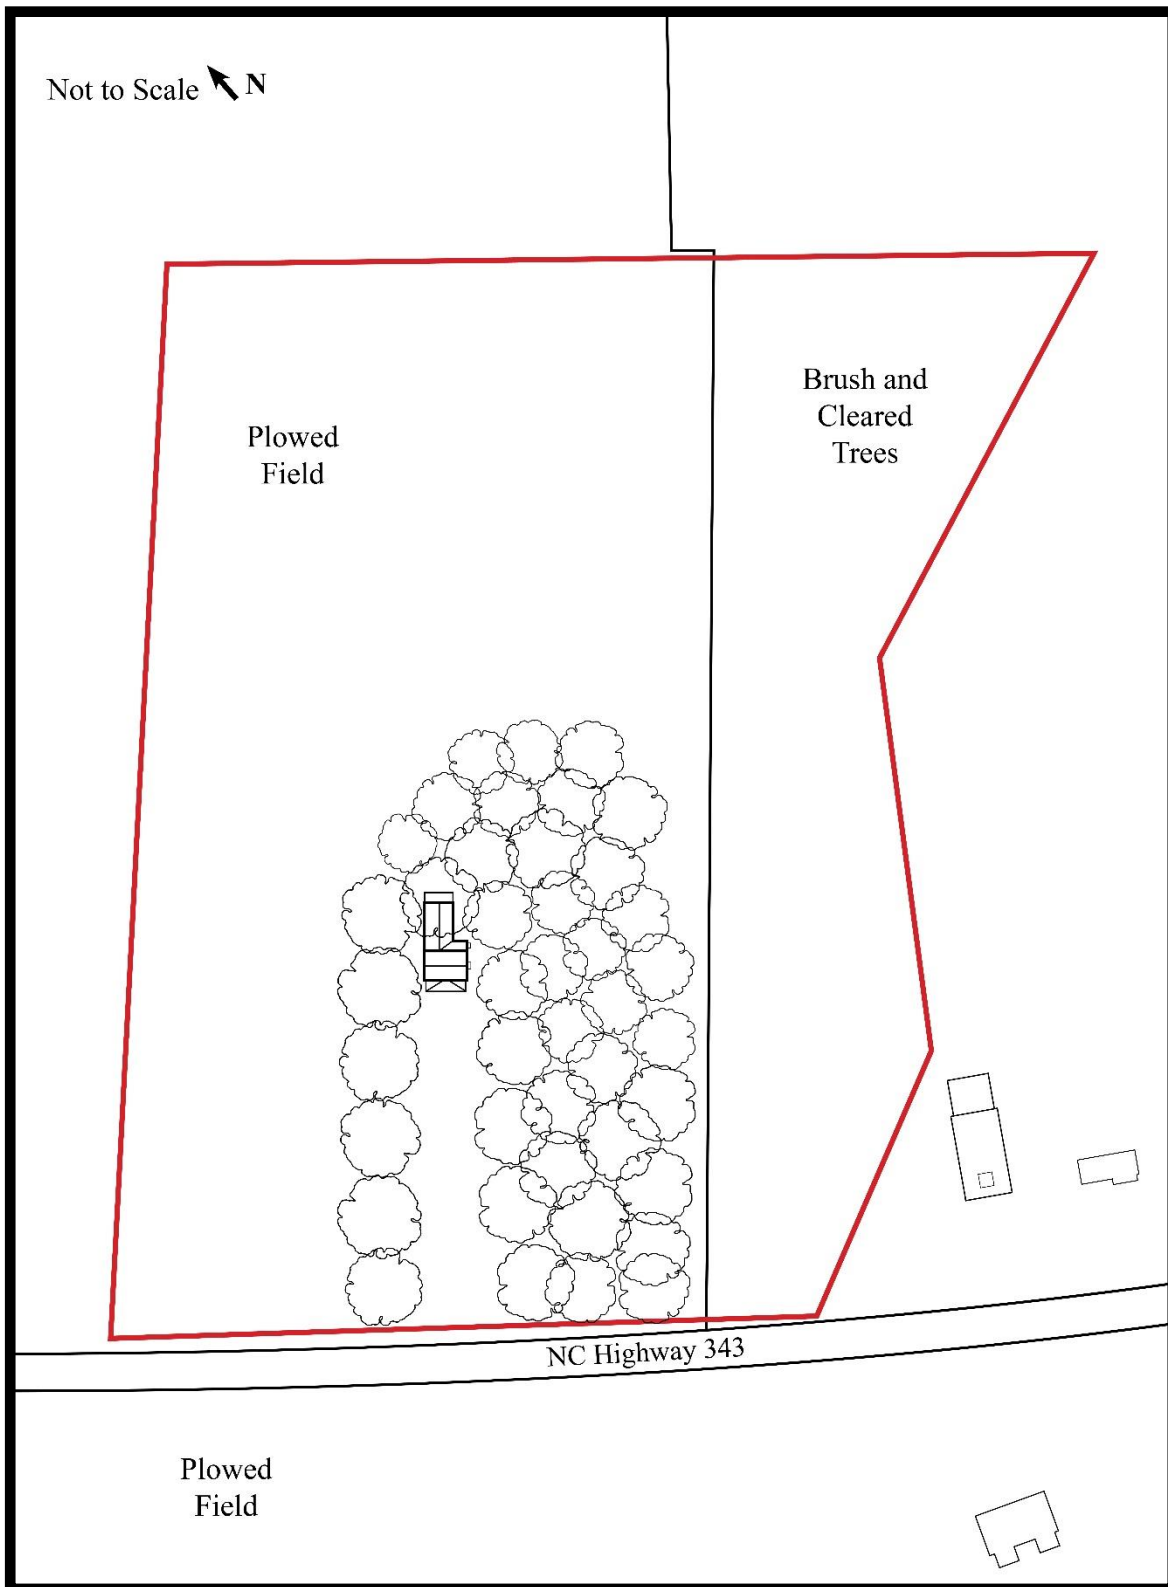 Not to Scale N
Brush and
Cleared
Trees
Plowed
Field
NC Highway 343
Plowed
Field